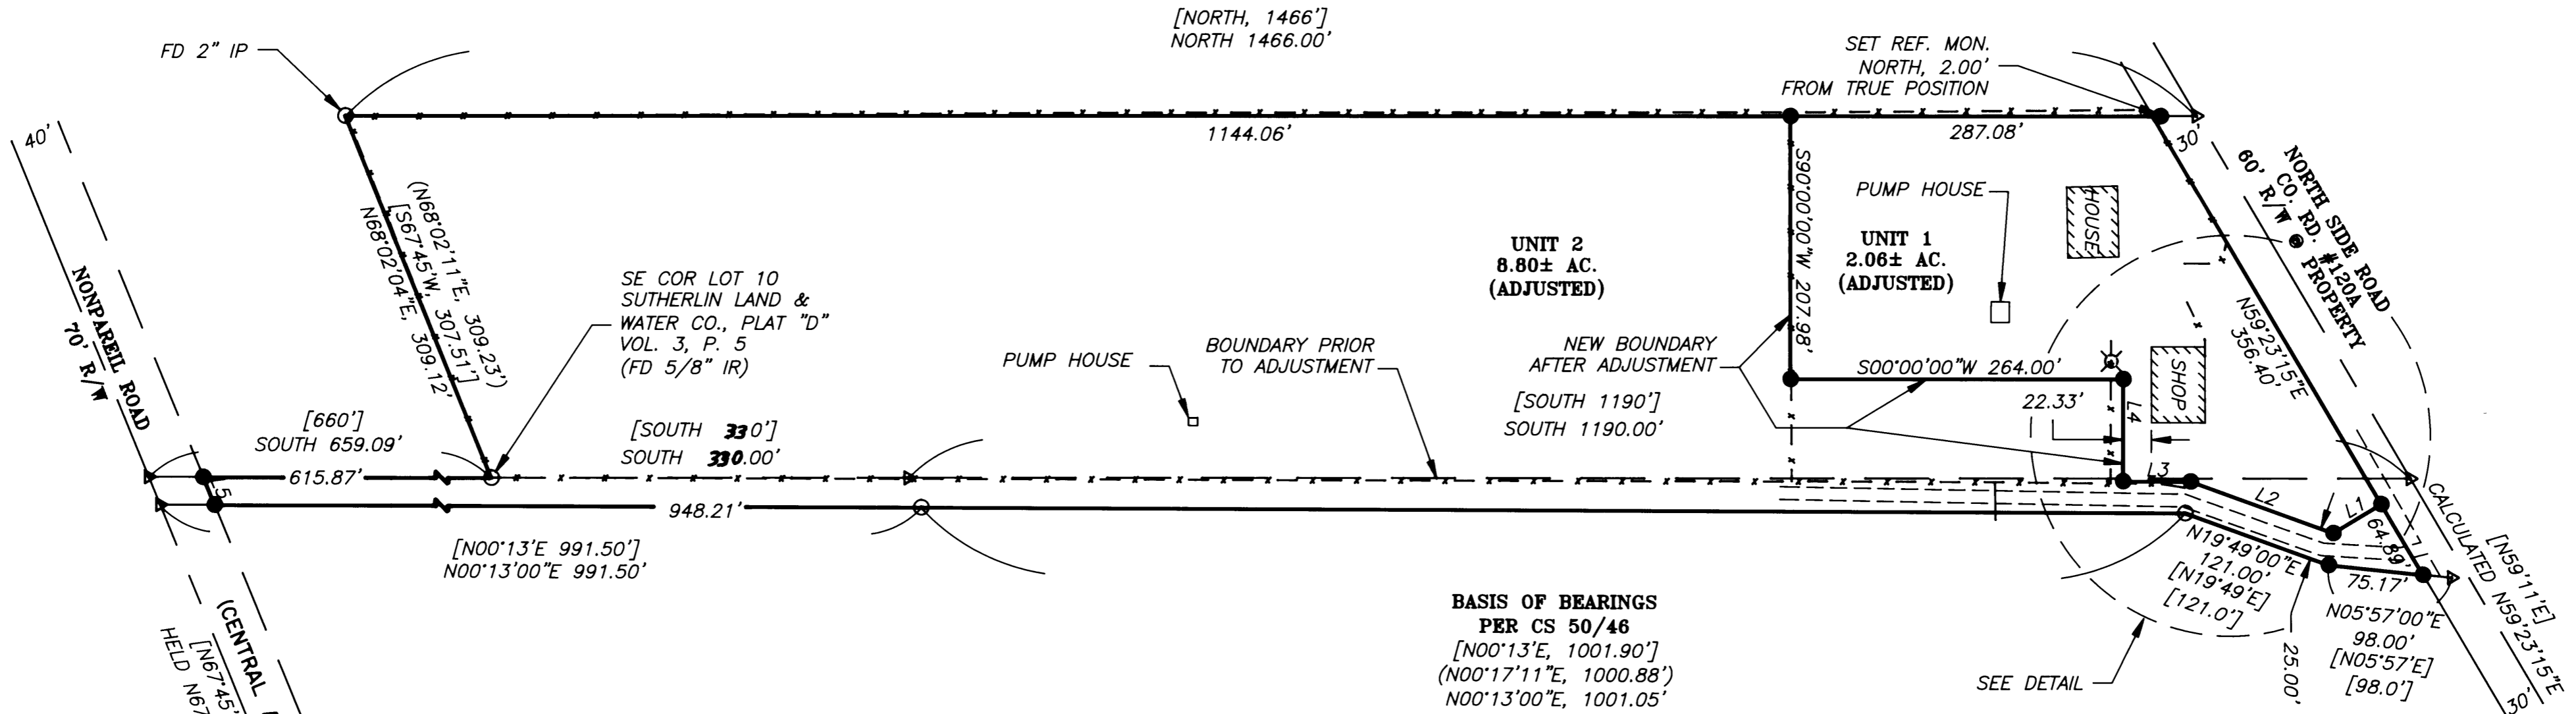 [NORTH, 1466']
NORTH 1466.00'
FD 2" IP
SET REF. MON.
NORTH, 2.00'
FROM TRUE POSITION
40'
1144.06'
287.08'
30'
NORTH SIDE ROAD
CO. RD. #120A
60' R/W @ PROPERTY
(N68°02'11"E, 309.23')
[S67°45'W, 307.51']
N68°02'04"E, 309.12'
S90°00'00"W 207.98'
PUMP HOUSE
HOUSE
UNIT 2
8.80± AC.
(ADJUSTED)
UNIT 1
2.06± AC.
(ADJUSTED)
NONPAREIL ROAD
70' R/W
SE COR LOT 10
SUTHERLIN LAND &
WATER CO., PLAT "D"
VOL. 3, P. 5
(FD 5/8" IR)
N59°23'15"E
356.40'
PUMP HOUSE
BOUNDARY PRIOR
TO ADJUSTMENT
NEW BOUNDARY
AFTER ADJUSTMENT
S00°00'00"W 264.00'
SHOP
[SOUTH 1190']
SOUTH 1190.00'
22.33'
L4
[660']
SOUTH 659.09'
615.87'
[SOUTH 330']
SOUTH 330.00'
L3
L2
L1
64.89'
CALCULATED N59°23'15"E
[N59°11'E]
948.21'
[N00°13'E 991.50']
N00°13'00"E 991.50'
N19°49'00"E
121.00'
[N19°49'E]
[121.0']
75.17'
N05°57'00"E
98.00'
[N05°57'E]
[98.0']
25.00'
BASIS OF BEARINGS
PER CS 50/46
[N00°13'E, 1001.90']
(N00°17'11"E, 1000.88')
N00°13'00"E, 1001.05'
SEE DETAIL
(CENTRAL
[N67°45'
HELD N67
30'